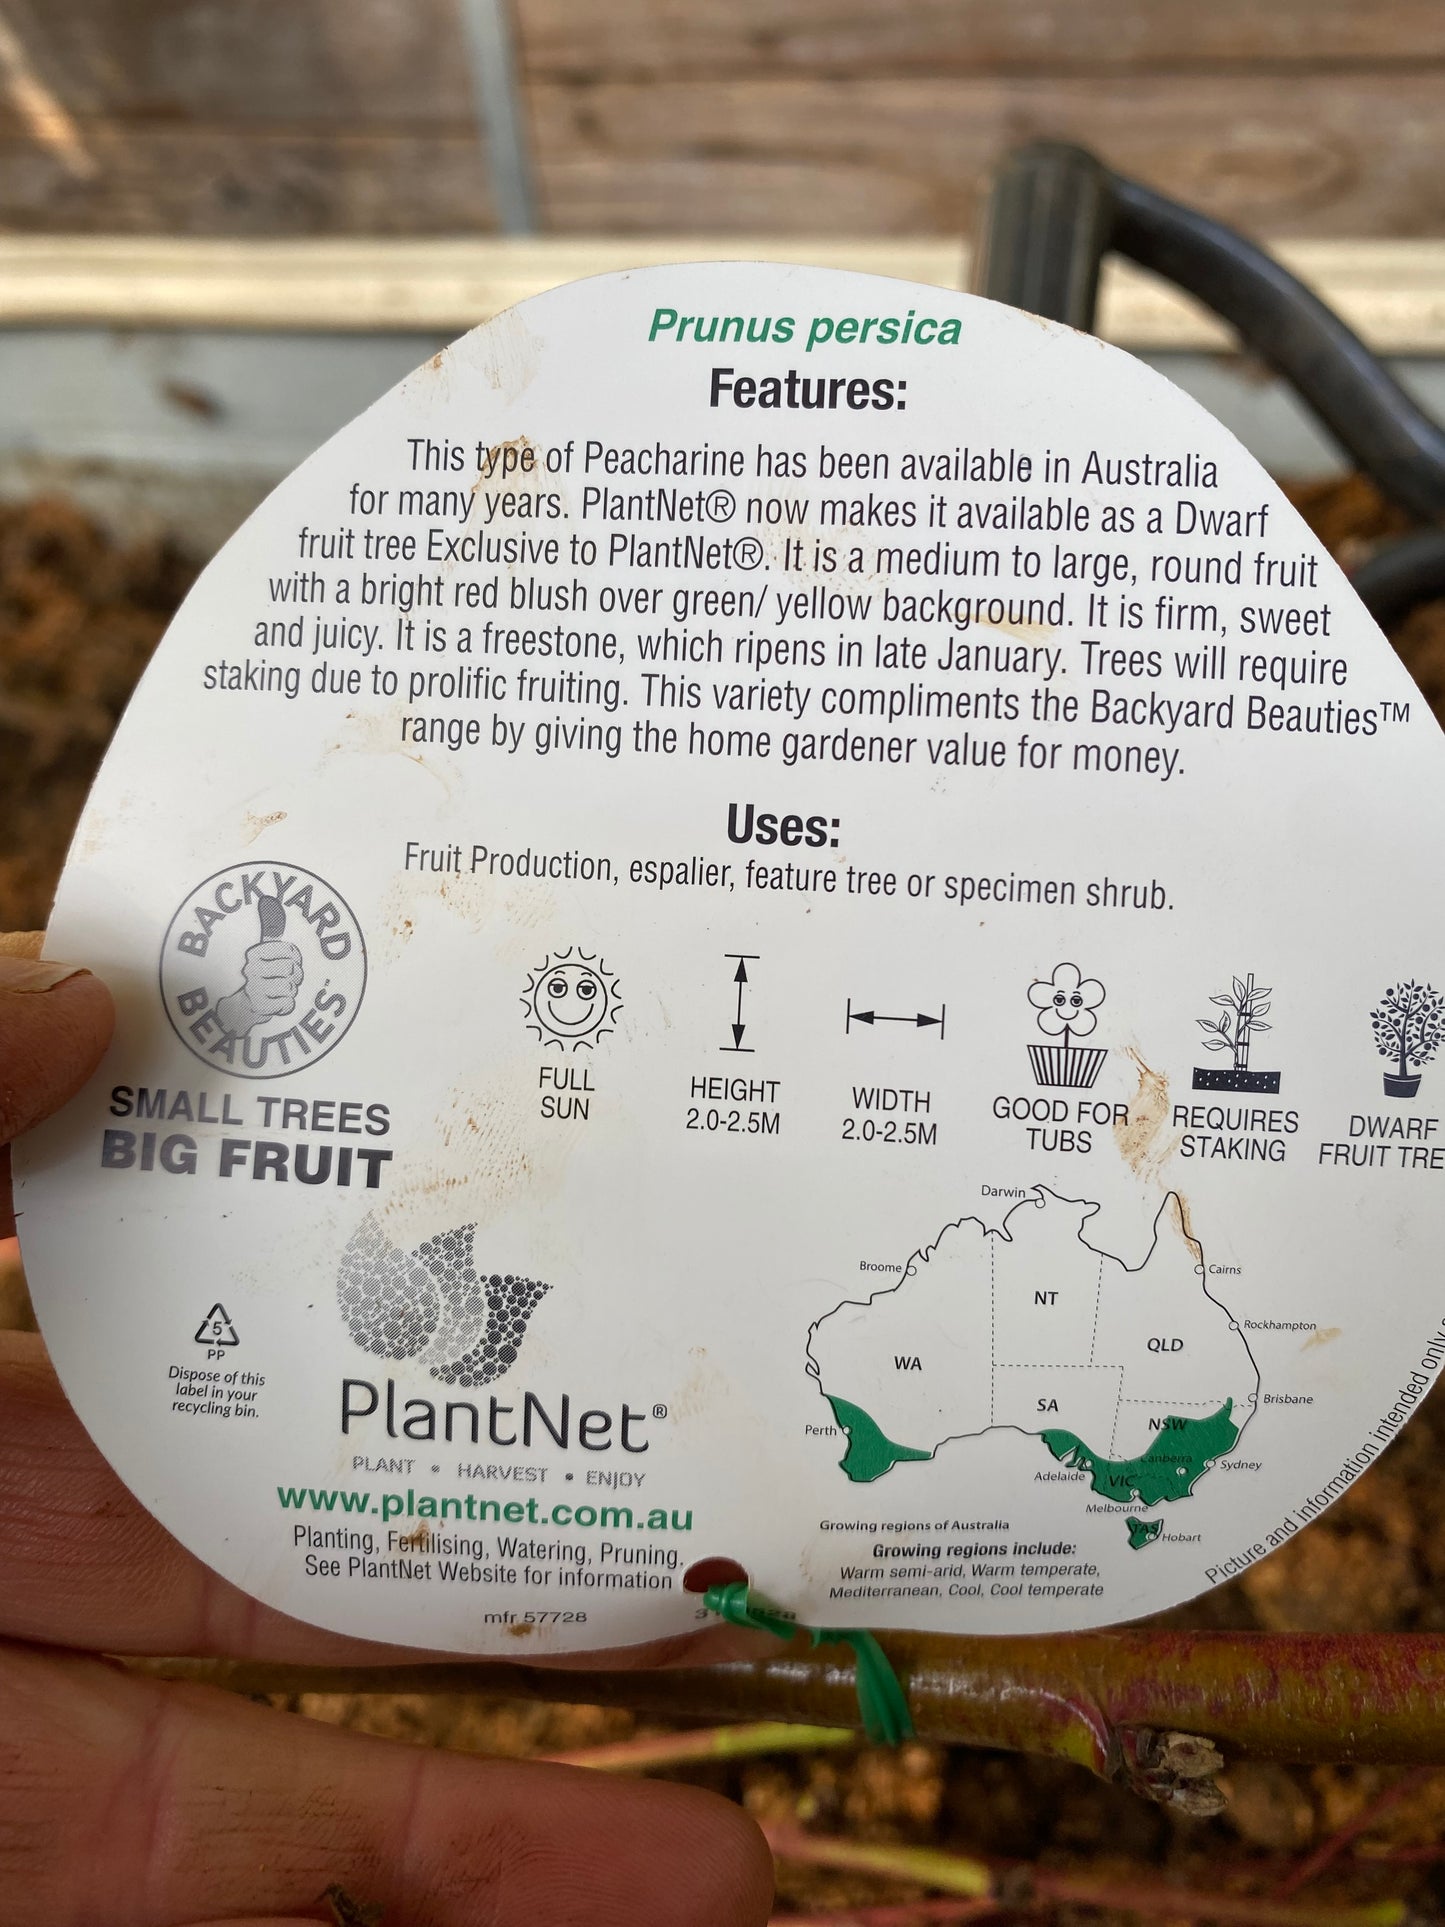 Prunus persica
Features:
This type of Peacharine has been available in Australia
for many years. PlantNet® now makes it available as a Dwarf
fruit tree Exclusive to PlantNet®. It is a medium to large, round fruit
with a bright red blush over green/ yellow background. It is firm, sweet
and juicy. It is a freestone, which ripens in late January. Trees will require
staking due to prolific fruiting. This variety compliments the Backyard Beauties™
range by giving the home gardener value for money.
Uses:
Fruit Production, espalier, feature tree or specimen shrub.
BACKYARD
BEAUTIES™
SMALL TREES
BIG FRUIT
FULL
SUN
HEIGHT
2.0-2.5M
WIDTH
2.0-2.5M
GOOD FOR
TUBS
REQUIRES
STAKING
DWARF
FRUIT TRE
5
PP
Dispose of this
label in your
recycling bin.
PlantNet®
PLANT • HARVEST • ENJOY
www.plantnet.com.au
Planting, Fertilising, Watering, Pruning.
See PlantNet Website for information
mfr 57728
Darwin
Broome
Cairns
NT
Rockhampton
QLD
WA
SA
Brisbane
NSW
Perth
Canberra
Sydney
Adelaide
VIC
Melbourne
TAS
Hobart
Growing regions of Australia
Growing regions include:
Warm semi-arid, Warm temperate,
Mediterranean, Cool, Cool temperate
Picture and information intended only